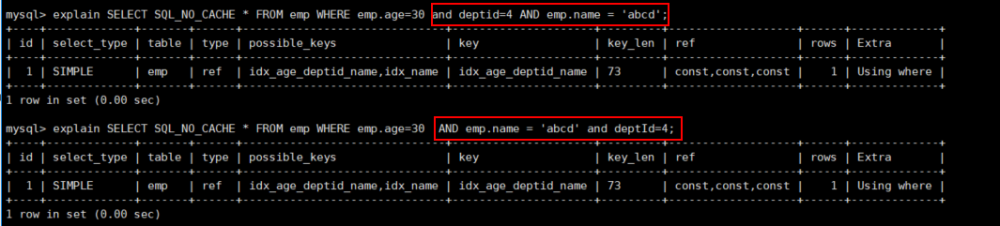 mysql> explain SELECT SQL_NO_CACHE * FROM emp WHERE emp.age=30 and deptid=4 AND emp.name = 'abcd';
+----+-------------+-------+------+-----------------------------+---------------------+---------+-------------------+------+-------------+
| id | select_type | table | type | possible_keys | key | key_len | ref | rows | Extra |
+----+-------------+-------+------+-----------------------------+---------------------+---------+-------------------+------+-------------+
| 1 | SIMPLE | emp | ref | idx_age_deptid_name,idx_name | idx_age_deptid_name | 73 | const,const,const | 1 | Using where |
+----+-------------+-------+------+-----------------------------+---------------------+---------+-------------------+------+-------------+
1 row in set (0.00 sec)
mysql> explain SELECT SQL_NO_CACHE * FROM emp WHERE emp.age=30 AND emp.name = 'abcd' and deptId=4;
+----+-------------+-------+------+-----------------------------+---------------------+---------+-------------------+------+-------------+
| id | select_type | table | type | possible_keys | key | key_len | ref | rows | Extra |
+----+-------------+-------+------+-----------------------------+---------------------+---------+-------------------+------+-------------+
| 1 | SIMPLE | emp | ref | idx_age_deptid_name,idx_name | idx_age_deptid_name | 73 | const,const,const | 1 | Using where |
+----+-------------+-------+------+-----------------------------+---------------------+---------+-------------------+------+-------------+
1 row in set (0.00 sec)